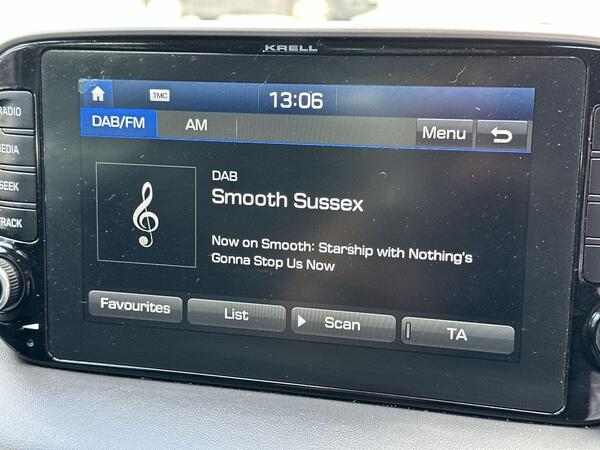 KRELL
TMC
13:06
RADIO
DAB/FM
AM
Menu
MEDIA
SEEK
TRACK
DAB
Smooth Sussex
Now on Smooth: Starship with Nothing's
Gonna Stop Us Now
Favourites
List
Scan
TA